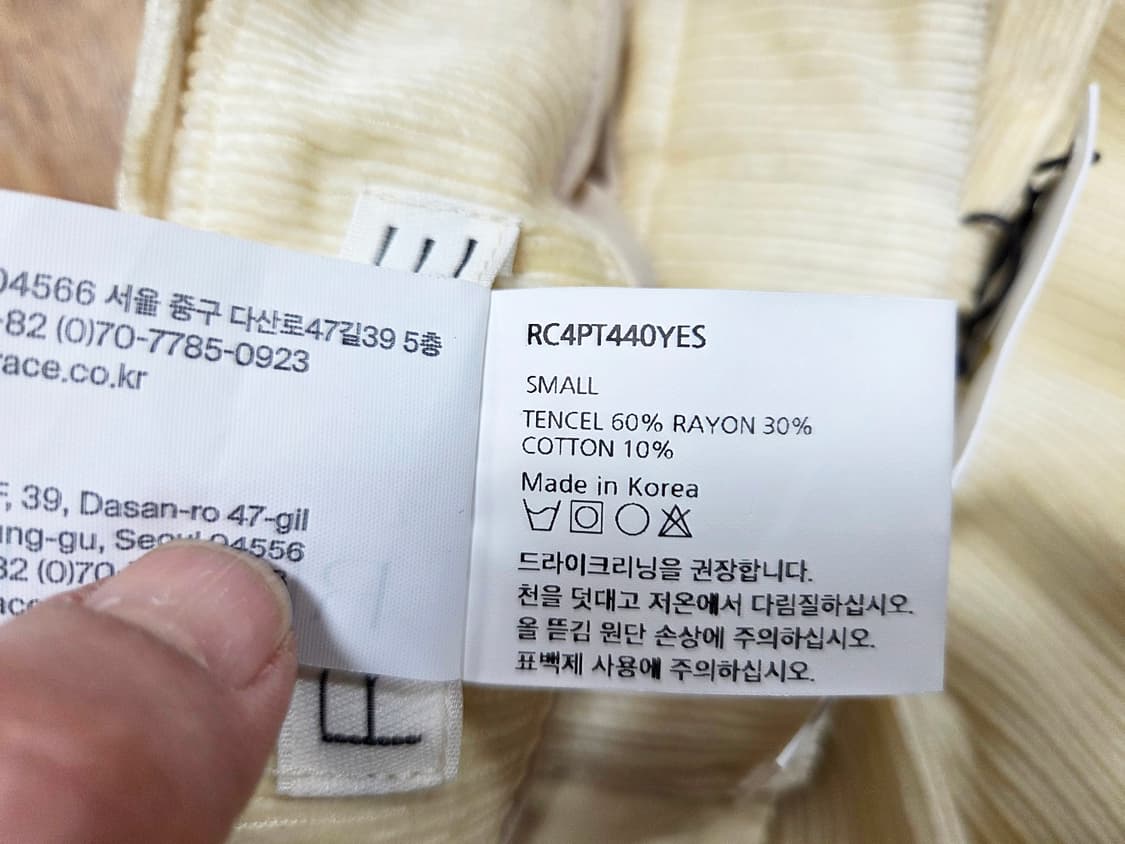 04566 서울 중구 다산로47길39 5층
-82 (0)70-7785-0923
race.co.kr
F, 39, Dasan-ro 47-gil
ung-gu, Seoul 04556
82 (0)70
RC4PT440YES
SMALL
TENCEL 60% RAYON 30%
COTTON 10%
Made in Korea
드라이크리닝을 권장합니다.
천을 덧대고 저온에서 다림질하십시오.
올 뜯김 원단 손상에 주의하십시오.
표백제 사용에 주의하십시오.